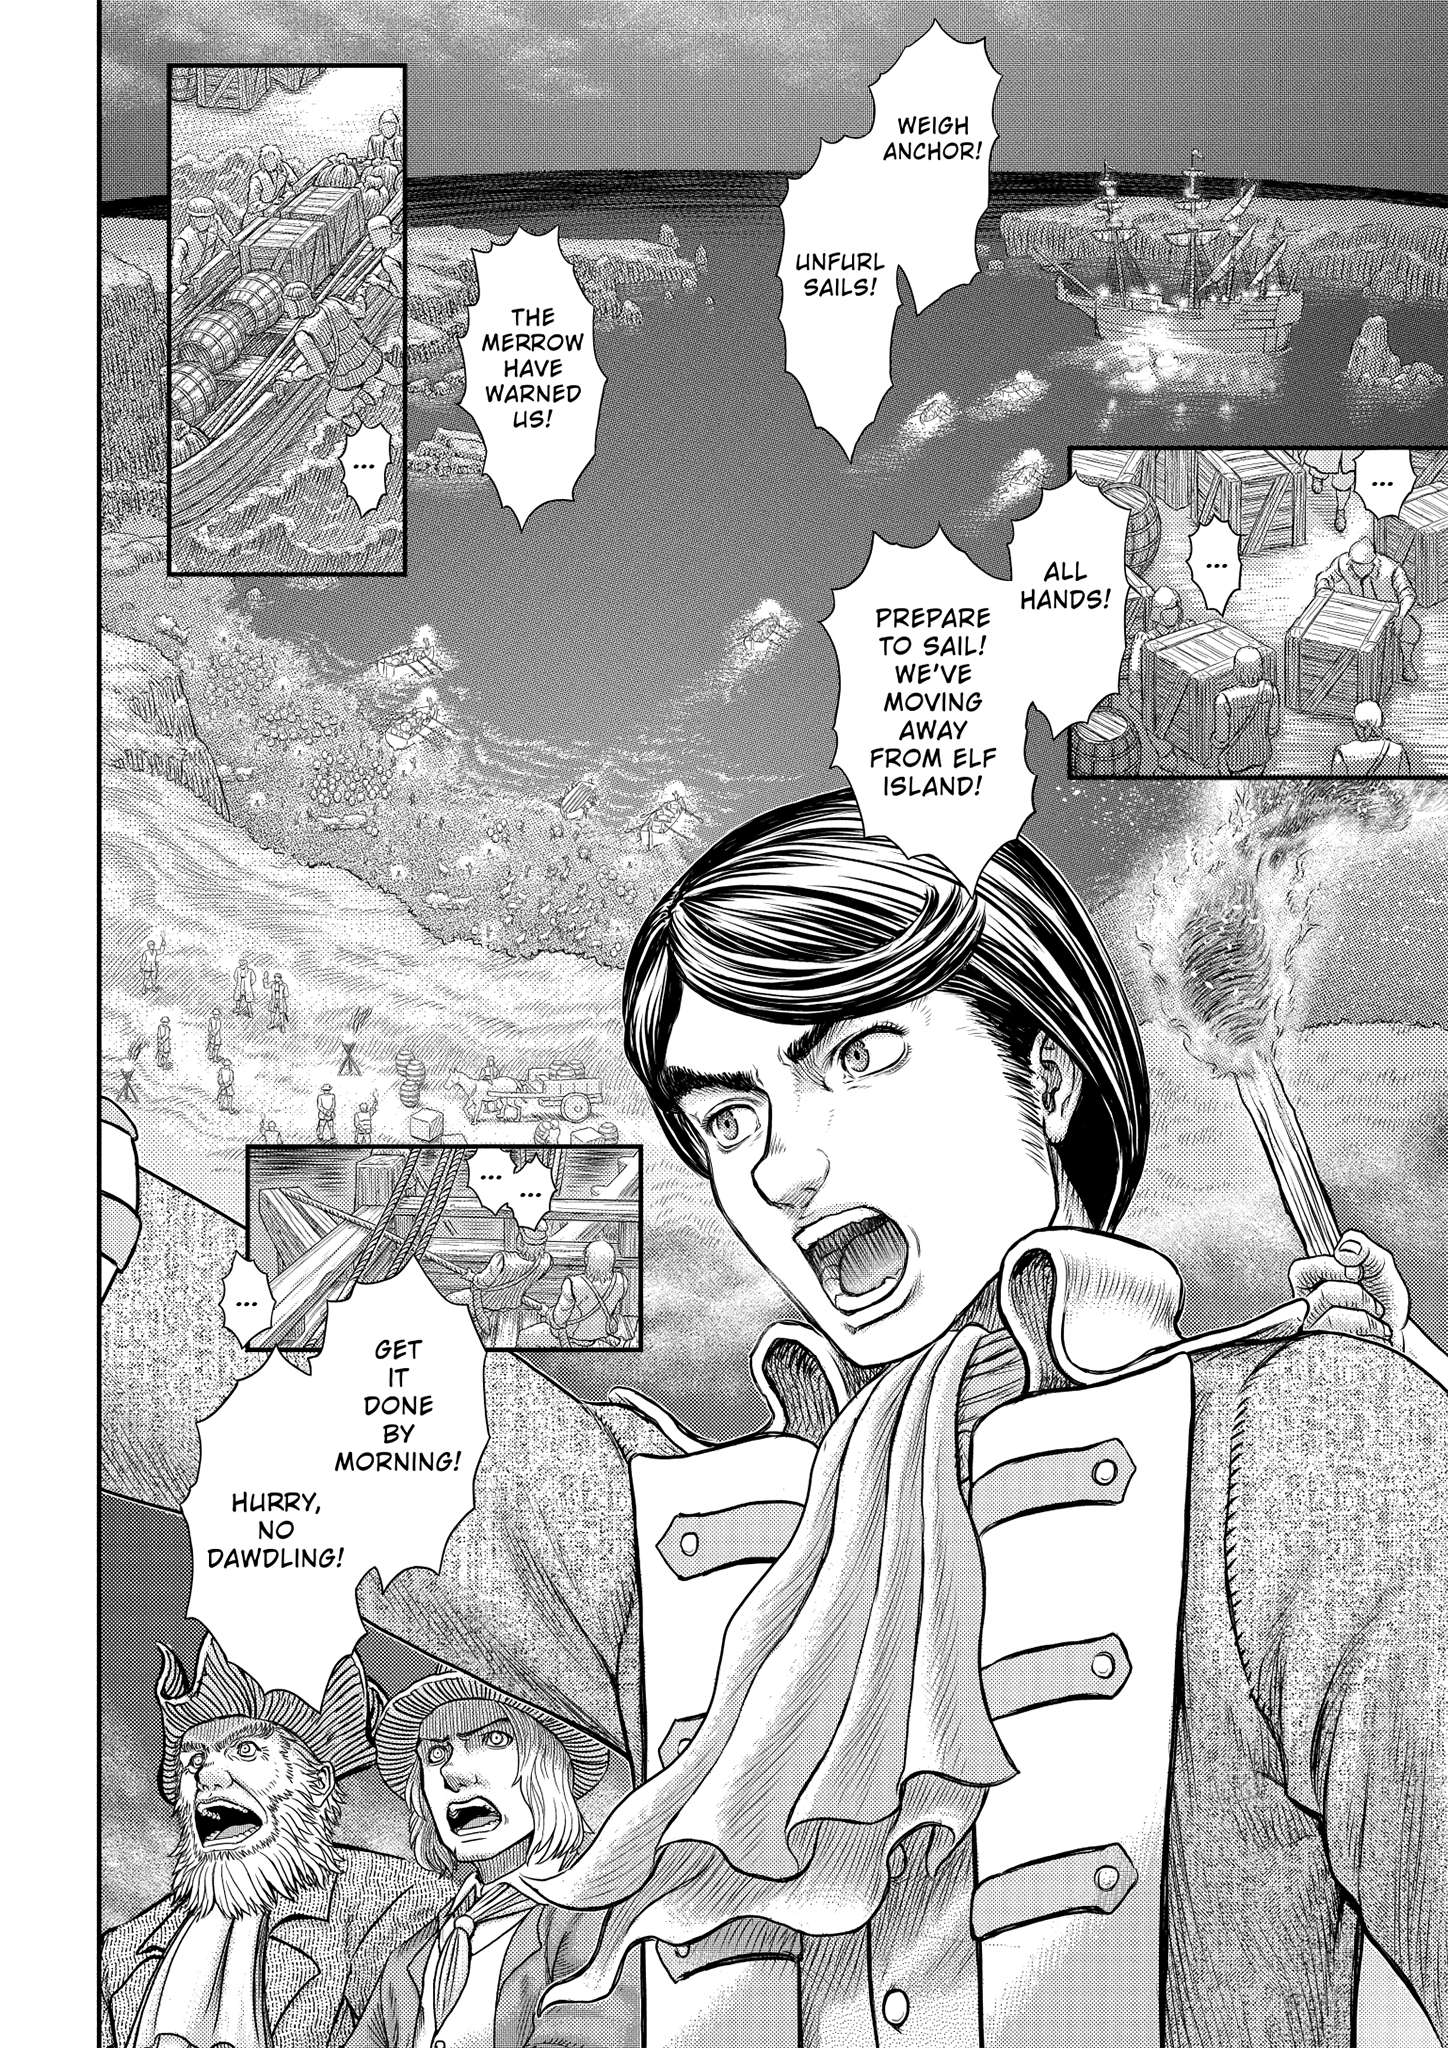 WEIGH
ANCHOR!
UNFURL
SAILS!
...
...
ALL
HANDS!
PREPARE
TO SAIL!
WE'VE
MOVING
AWAY
FROM ELF
ISLAND!
THE
MERROW
HAVE
WARNED
US!
...
... ...
...
GET
IT
DONE
BY
MORNING!
HURRY,
NO
DAWDLING!